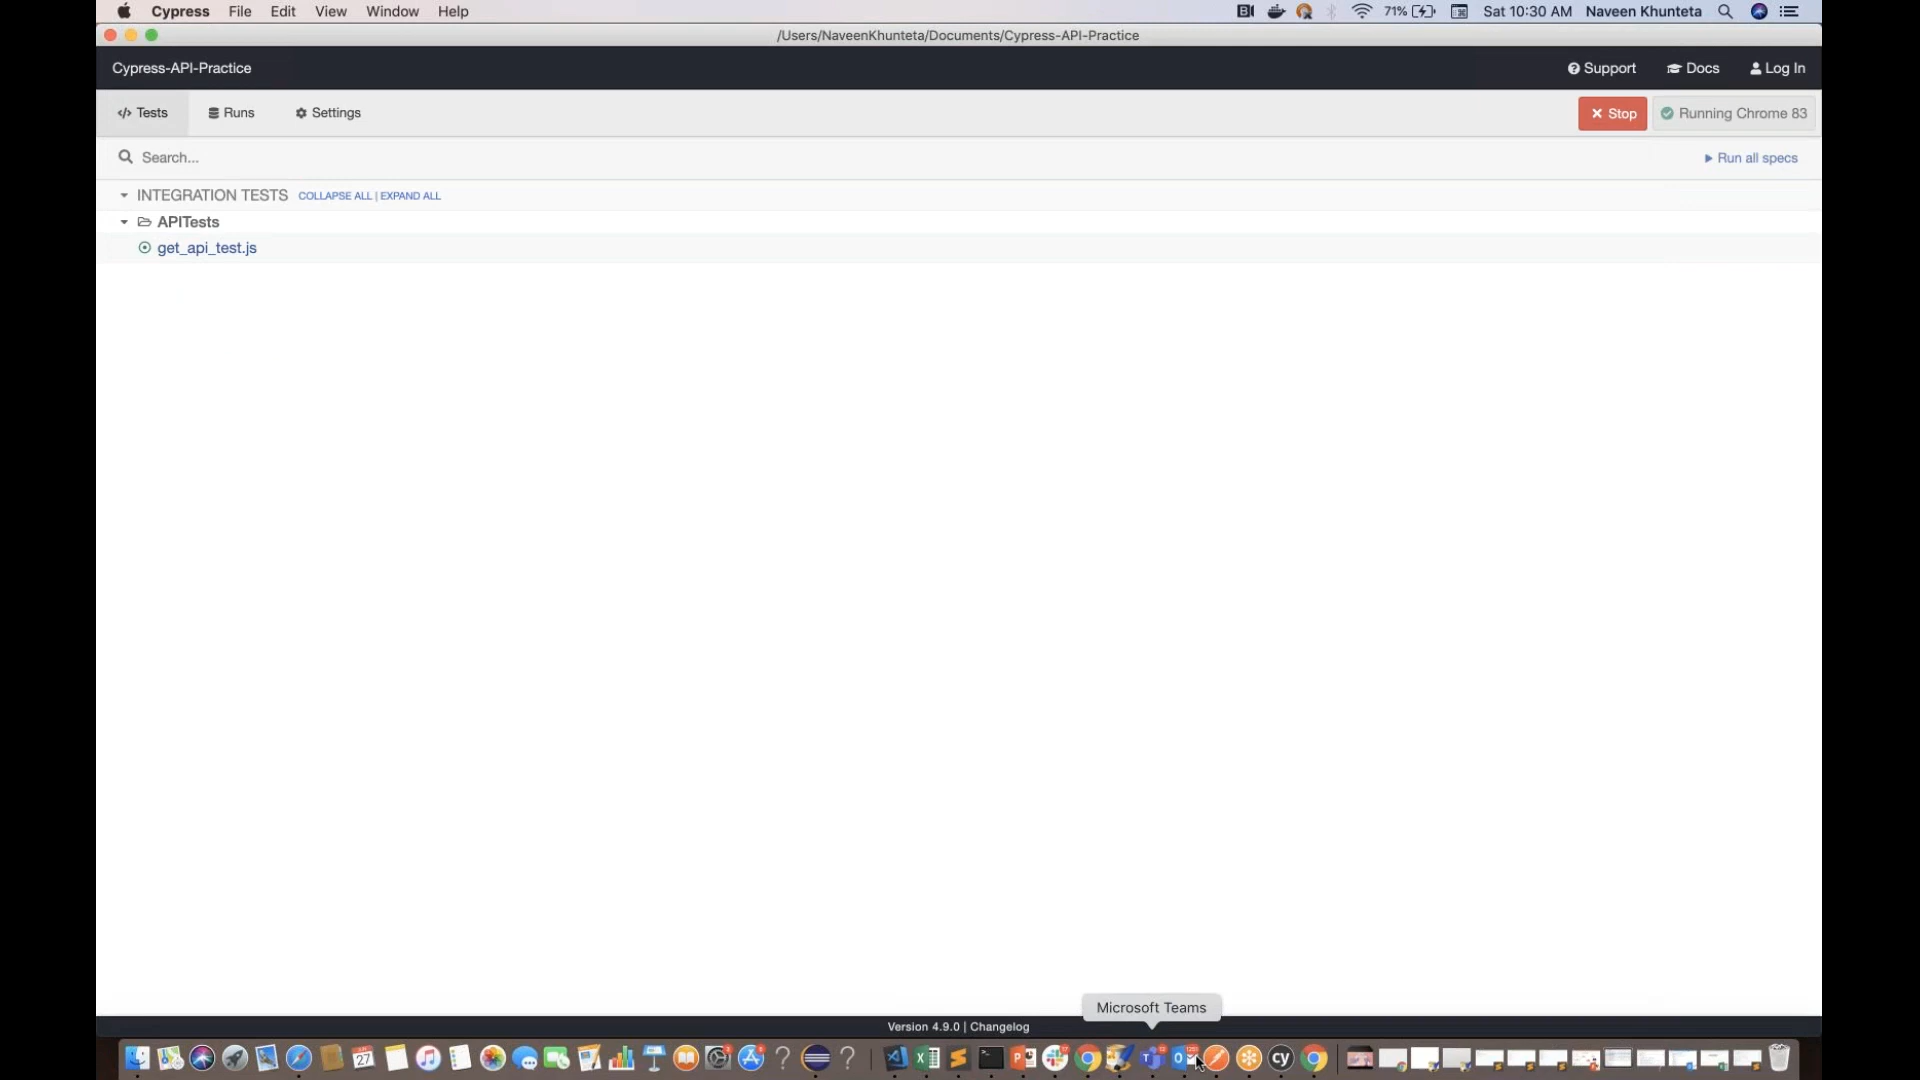 Cypress File Edit View Window Help 71% Sat 10:30 AM Naveen Khunteta
/Users/NaveenKhunteta/Documents/Cypress-API-Practice
Cypress-API-Practice Support Docs Log In
</> Tests Runs Settings Stop Running Chrome 83
Search... Run all specs
INTEGRATION TESTS COLLAPSE ALL | EXPAND ALL
APITests
get_api_test.js
Microsoft Teams
Version 4.9.0 | Changelog
27 cy